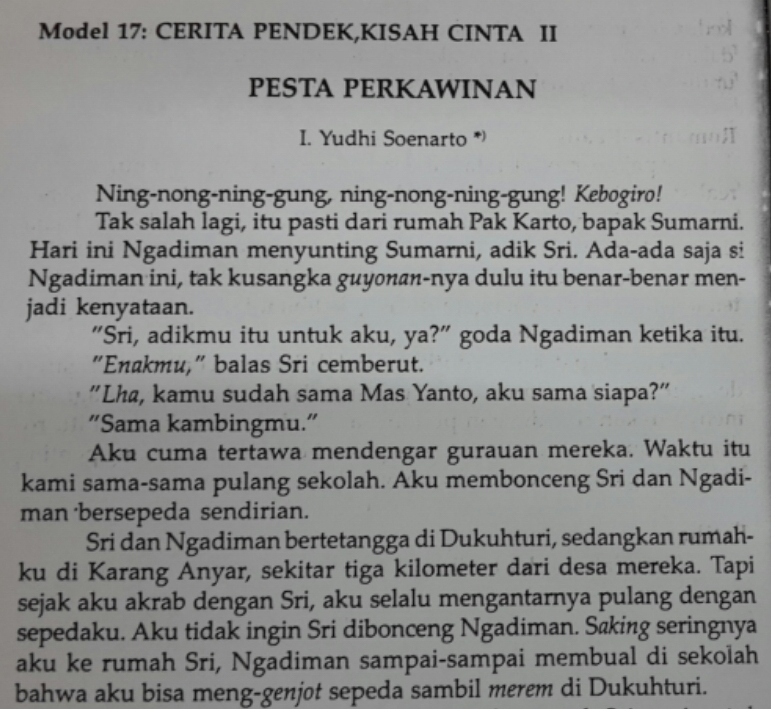 Model 17: CERITA PENDEK,KISAH CINTA II
PESTA PERKAWINAN
I. Yudhi Soenarto *)
Ning-nong-ning-gung, ning-nong-ning-gung! Kebogiro!
Tak salah lagi, itu pasti dari rumah Pak Karto, bapak Sumarni.
Hari ini Ngadiman menyunting Sumarni, adik Sri. Ada-ada saja si
Ngadiman ini, tak kusangka guyonan-nya dulu itu benar-benar men-
jadi kenyataan.
"Sri, adikmu itu untuk aku, ya?" goda Ngadiman ketika itu.
"Enakmu," balas Sri cemberut.
"Lha, kamu sudah sama Mas Yanto, aku sama siapa?"
"Sama kambingmu."
Aku cuma tertawa mendengar gurauan mereka. Waktu itu
kami sama-sama pulang sekolah. Aku membonceng Sri dan Ngadi-
man bersepeda sendirian.
Sri dan Ngadiman bertetangga di Dukuhturi, sedangkan rumah-
ku di Karang Anyar, sekitar tiga kilometer dari desa mereka. Tapi
sejak aku akrab dengan Sri, aku selalu mengantarnya pulang dengan
sepedaku. Aku tidak ingin Sri dibonceng Ngadiman. Saking seringnya
aku ke rumah Sri, Ngadiman sampai-sampai membual di sekolah
bahwa aku bisa meng-genjot sepeda sambil merem di Dukuhturi.